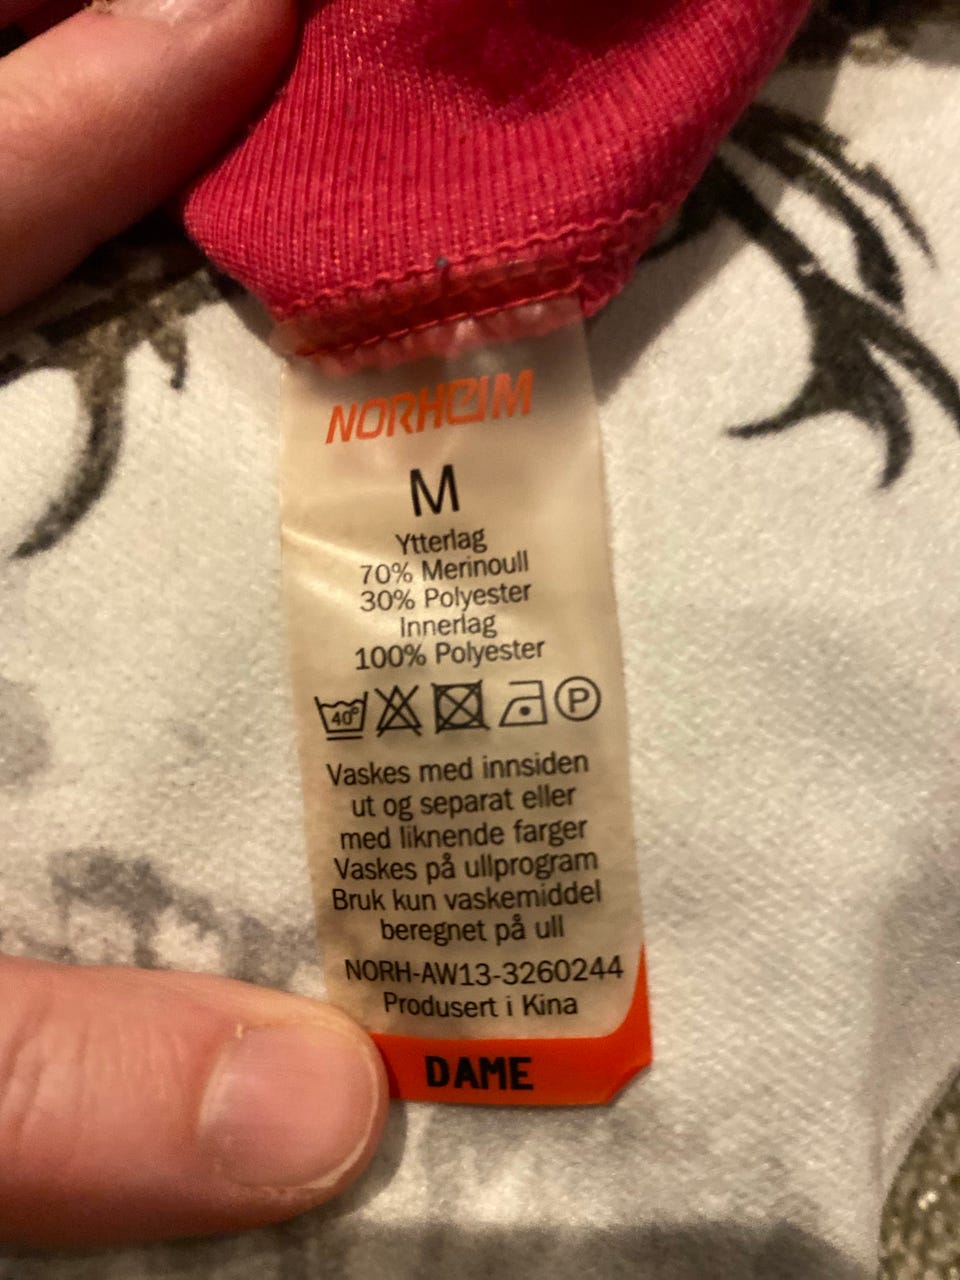 NORHEIM
M
Ytterlag
70% Merinoull
30% Polyester
Innerlag
100% Polyester
40° P
Vaskes med innsiden
ut og separat eller
med liknende farger
Vaskes på ullprogram
Bruk kun vaskemiddel
beregnet på ull
NORH-AW13-3260244
Produsert i Kina
DAME